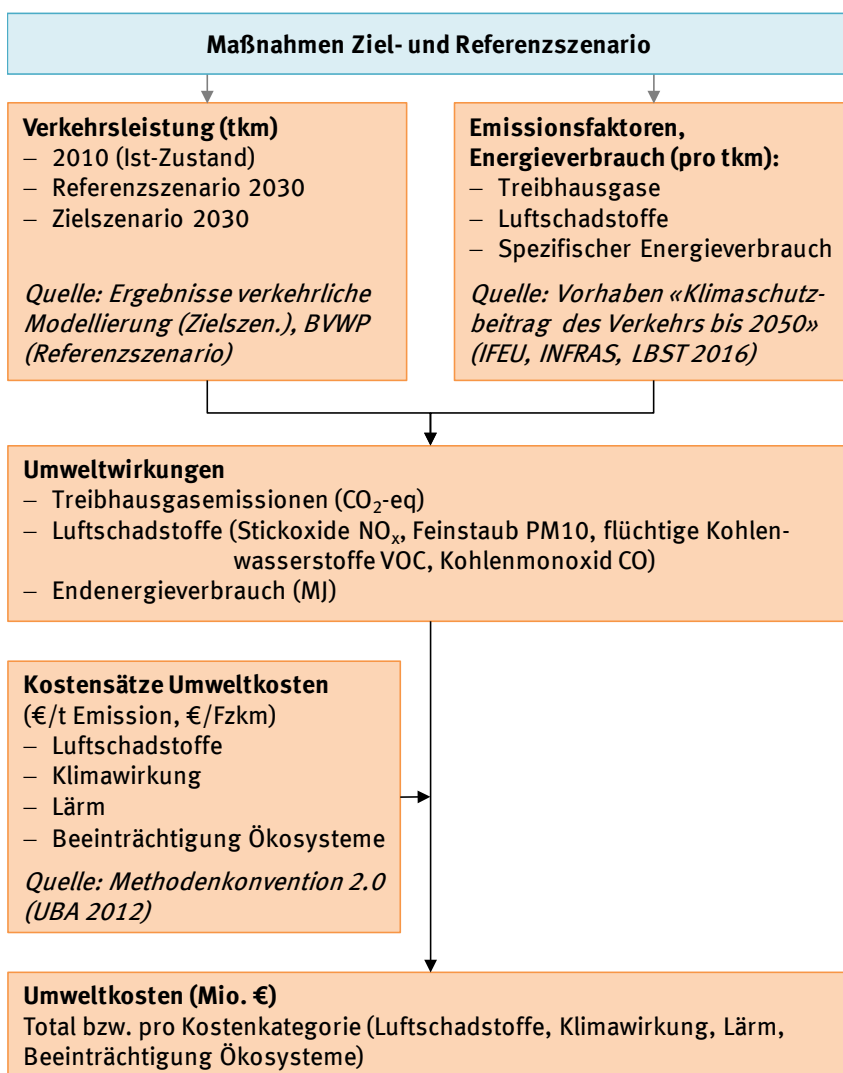 Maßnahmen Ziel- und Referenzszenario
Verkehrsleistung (tkm)
– 2010 (Ist-Zustand)
– Referenzszenario 2030
– Zielszenario 2030
Quelle: Ergebnisse verkehrliche
Modellierung (Zielszen.), BVWP
(Referenzszenario)
Emissionsfaktoren,
Energieverbrauch (pro tkm):
– Treibhausgase
– Luftschadstoffe
– Spezifischer Energieverbrauch
Quelle: Vorhaben «Klimaschutz-
beitrag des Verkehrs bis 2050»
(IFEU, INFRAS, LBST 2016)
Umweltwirkungen
– Treibhausgasemissionen (CO₂-eq)
– Luftschadstoffe (Stickoxide NOₓ, Feinstaub PM10, flüchtige Kohlen-
wasserstoffe VOC, Kohlenmonoxid CO)
– Endenergieverbrauch (MJ)
Kostensätze Umweltkosten
(€/t Emission, €/Fzkm)
– Luftschadstoffe
– Klimawirkung
– Lärm
– Beeinträchtigung Ökosysteme
Quelle: Methodenkonvention 2.0
(UBA 2012)
Umweltkosten (Mio. €)
Total bzw. pro Kostenkategorie (Luftschadstoffe, Klimawirkung, Lärm,
Beeinträchtigung Ökosysteme)